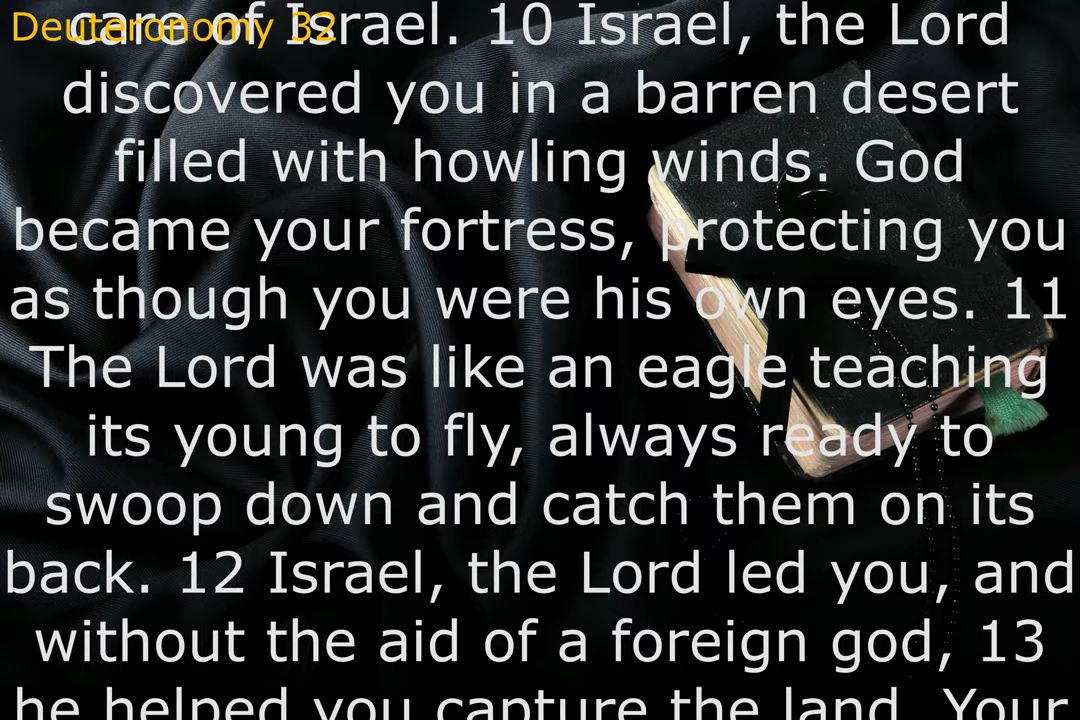 Deuteronomy 32
care of Israel. 10 Israel, the Lord
discovered you in a barren desert
filled with howling winds. God
became your fortress, protecting you
as though you were his own eyes. 11
The Lord was like an eagle teaching
its young to fly, always ready to
swoop down and catch them on its
back. 12 Israel, the Lord led you, and
without the aid of a foreign god, 13
he helped you capture the land. Your